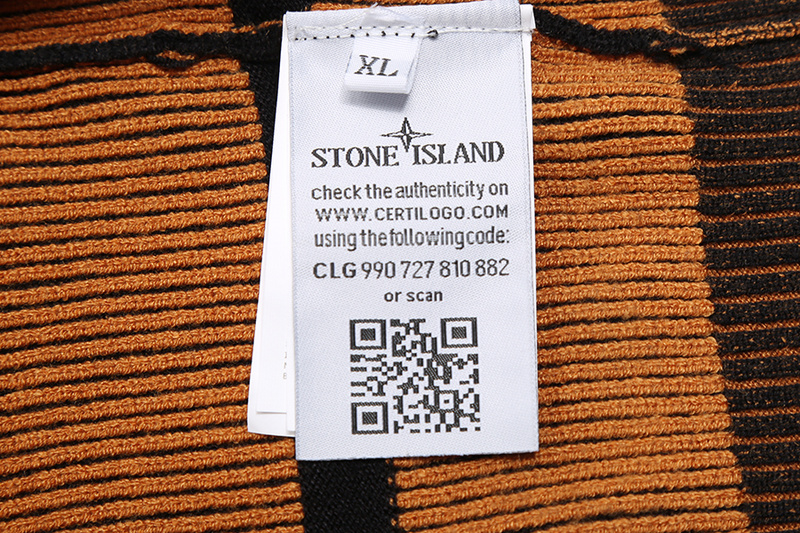 XL
STONE ISLAND
Check the authenticity on
WWW.CERTILOGO.COM
using the following code:
CLG 990 727 810 882
or scan